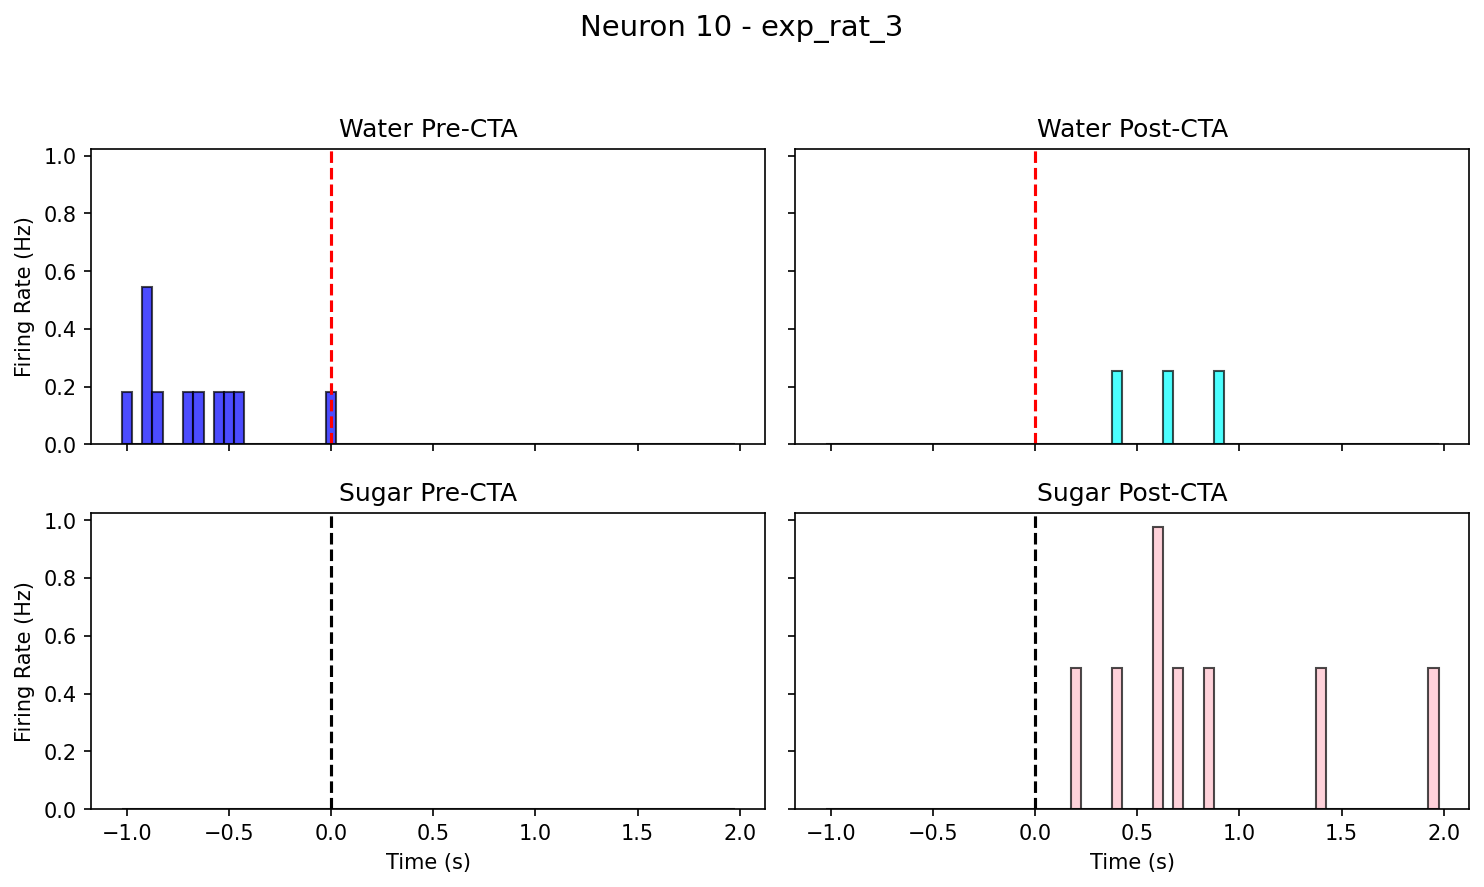 Neuron 10 - exp_rat_3
Water Pre-CTA
Water Post-CTA
Firing Rate (Hz)
1.0
0.8
0.6
0.4
0.2
0.0
Sugar Pre-CTA
Sugar Post-CTA
Firing Rate (Hz)
1.0
0.8
0.6
0.4
0.2
0.0
−1.0 −0.5 0.0 0.5 1.0 1.5 2.0
−1.0 −0.5 0.0 0.5 1.0 1.5 2.0
Time (s)
Time (s)